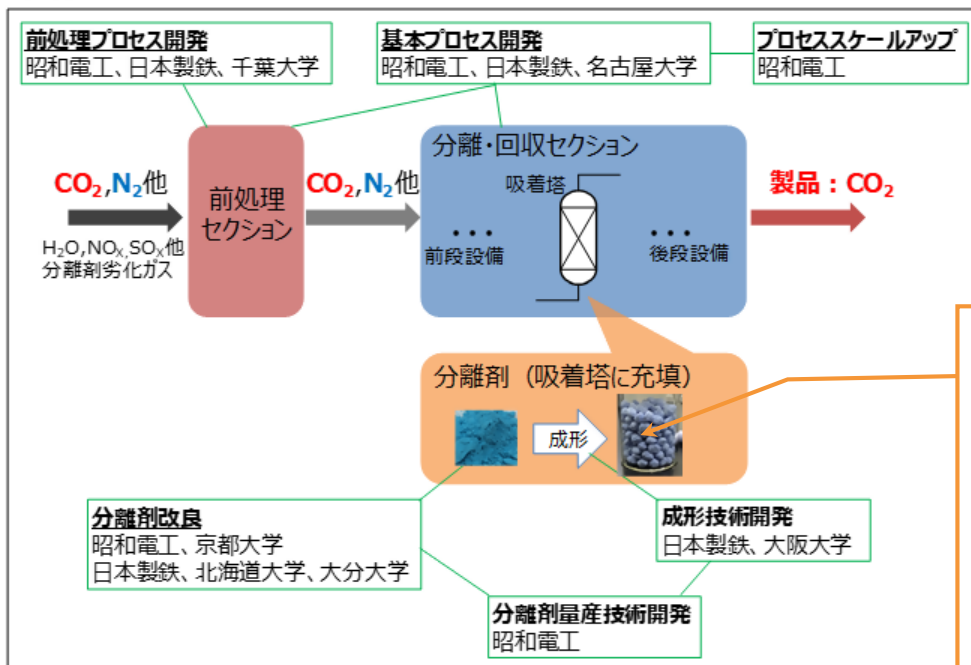 前処理プロセス開発
昭和電工、日本製鉄、千葉大学
基本プロセス開発
昭和電工、日本製鉄、名古屋大学
プロセススケールアップ
昭和電工
CO₂,N₂他
H₂O,NOₓ,SOₓ他
分離剤劣化ガス
前処理
セクション
CO₂,N₂他
分離・回収セクション
吸着塔
・・・
前段設備
・・・
後段設備
製品：CO₂
分離剤（吸着塔に充填）
成形
分離剤改良
昭和電工、京都大学
日本製鉄、北海道大学、大分大学
成形技術開発
日本製鉄、大阪大学
分離剤量産技術開発
昭和電工